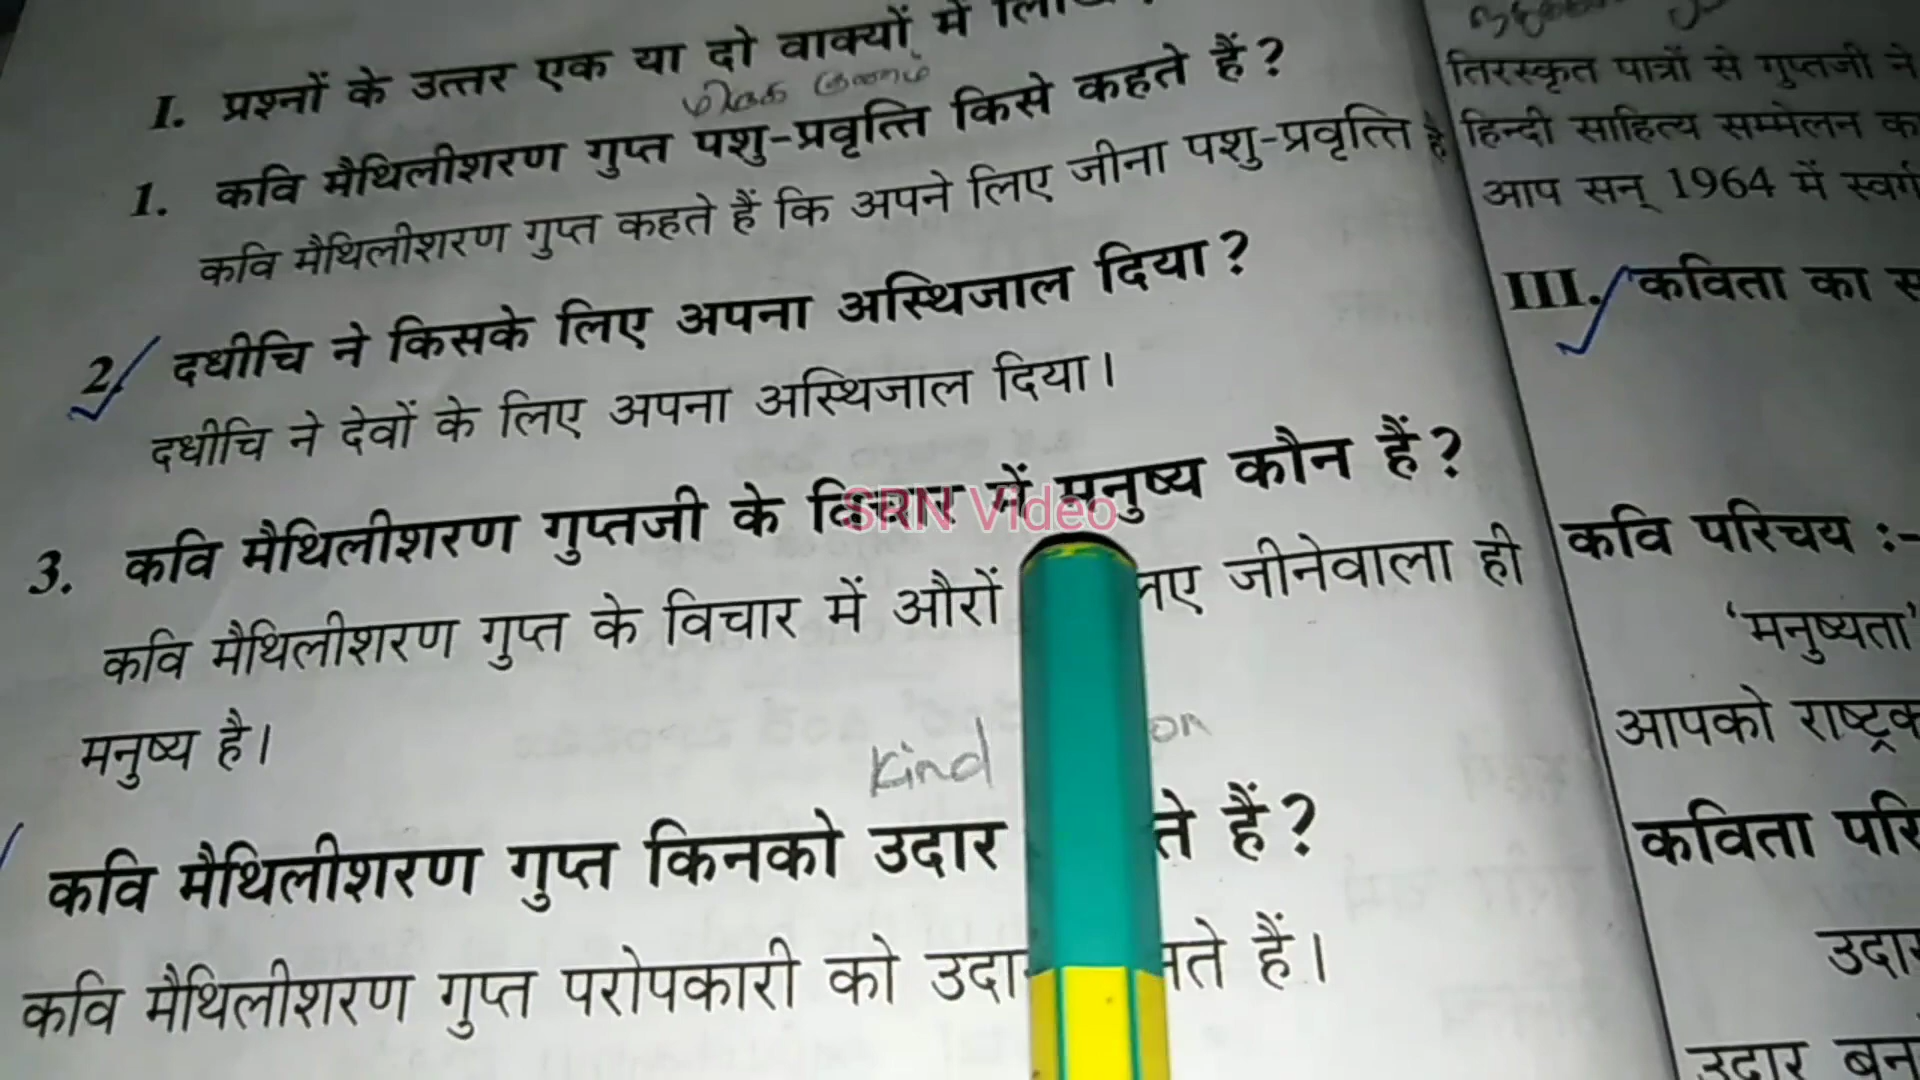 I. प्रश्नों के उत्तर एक या दो वाक्यों में
1. कवि मैथिलीशरण गुप्त पशु-प्रवृत्ति किसे कहते हैं?
कवि मैथिलीशरण गुप्त कहते हैं कि अपने लिए जीना पशु-प्रवृत्ति है
2. दधीचि ने किसके लिए अपना अस्थिजाल दिया?
दधीचि ने देवों के लिए अपना अस्थिजाल दिया।
3. कवि मैथिलीशरण गुप्तजी के विचार में मनुष्य कौन हैं?
SRN Video
कवि मैथिलीशरण गुप्त के विचार में औरों जीनेवाला ही
मनुष्य है।
Kind
कवि मैथिलीशरण गुप्त किनको उदार हैं?
कवि मैथिलीशरण गुप्त परोपकारी को हैं।
तिरस्कृत पात्रों से गुप्तजी ने
हिन्दी साहित्य सम्मेलन
आप सन् 1964 में
III. कविता का
कवि परिचय :-
'मनुष्यता'
आपको
कविता
उदार